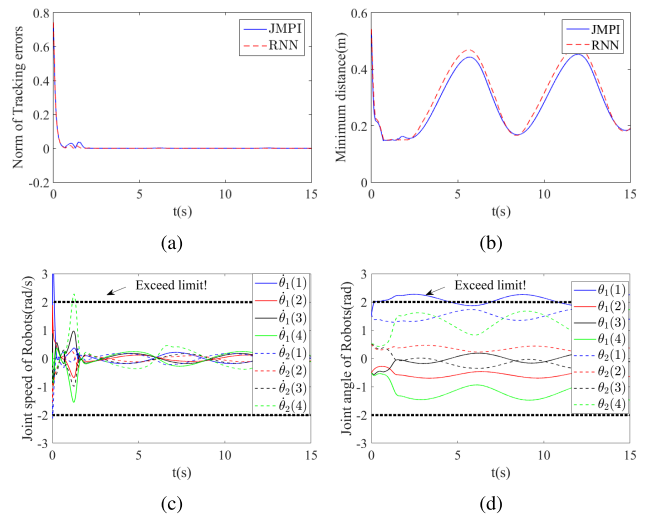 Norm of Tracking errors
0.8
0.6
0.4
0.2
0
-0.2
0
5
10
15
t(s)
JMPI
RNN
(a)
Minimum distance(m)
0.6
0.4
0.2
0
0
5
10
15
t(s)
JMPI
RNN
(b)
Joint speed of Robots(rad/s)
3
2
1
0
-1
-2
-3
0
5
10
15
t(s)
Exceed limit!
θ̇₁(1)
θ̇₁(2)
θ̇₁(3)
θ̇₁(4)
θ̇₂(1)
θ̇₂(2)
θ̇₂(3)
θ̇₂(4)
(c)
Joint angle of Robots(rad)
3
2
1
0
-1
-2
-3
0
5
10
15
t(s)
Exceed limit!
θ₁(1)
θ₁(2)
θ₁(3)
θ₁(4)
θ₂(1)
θ₂(2)
θ₂(3)
θ₂(4)
(d)